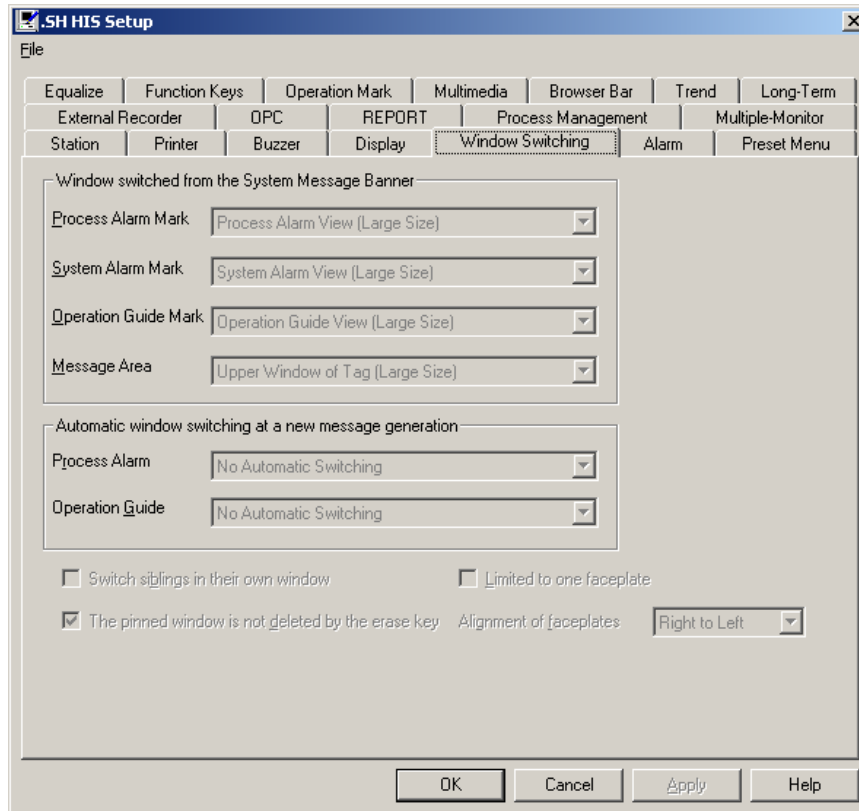 .SH HIS Setup
File
Equalize Function Keys Operation Mark Multimedia Browser Bar Trend Long-Term
External Recorder OPC REPORT Process Management Multiple-Monitor
Station Printer Buzzer Display Window Switching Alarm Preset Menu
Window switched from the System Message Banner
Process Alarm Mark Process Alarm View (Large Size)
System Alarm Mark System Alarm View (Large Size)
Operation Guide Mark Operation Guide View (Large Size)
Message Area Upper Window of Tag (Large Size)
Automatic window switching at a new message generation
Process Alarm No Automatic Switching
Operation Guide No Automatic Switching
Switch siblings in their own window Limited to one faceplate
The pinned window is not deleted by the erase key Alignment of faceplates Right to Left
OK Cancel Apply Help